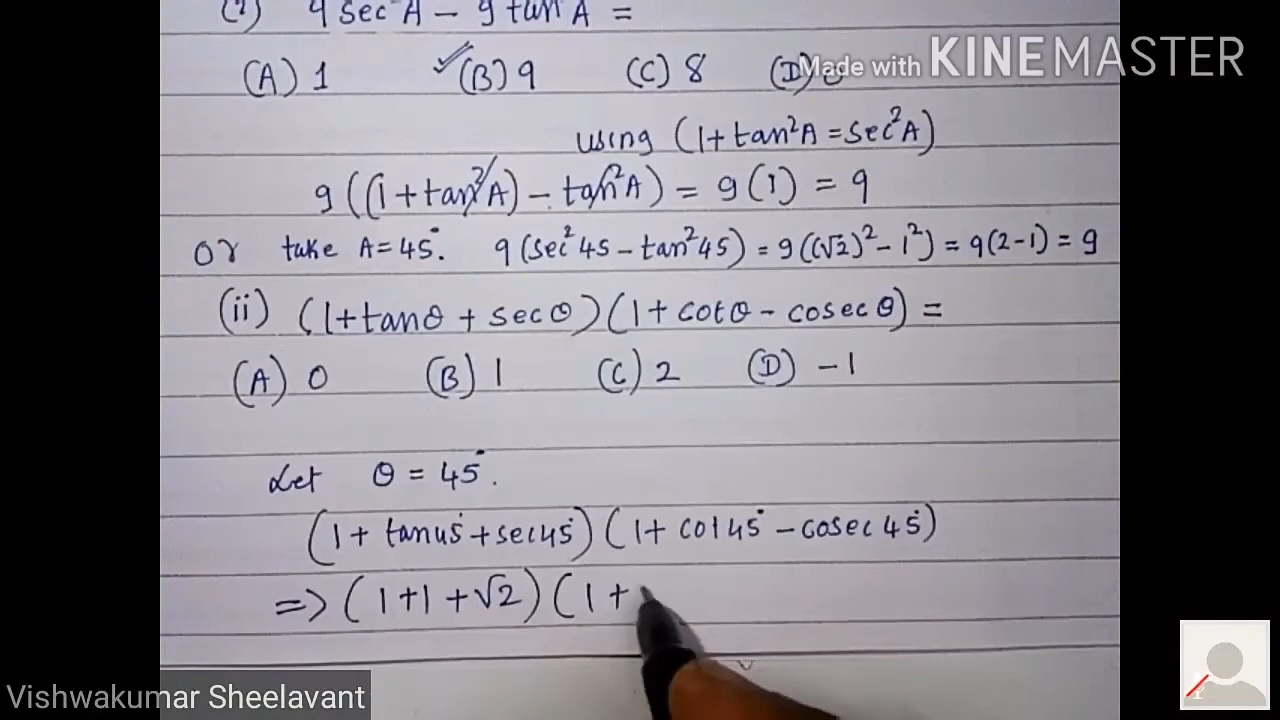 (i) 9 sec²A - 9 tan²A =
(A) 1 (B) 9 (C) 8 (D) 0
Made with KINEMASTER
using (1+tan²A=sec²A)
9((1+tan²A) - tan²A) = 9(1) = 9
or take A=45°. 9(sec²45 - tan²45) = 9((√2)² - 1²) = 9(2-1) = 9
(ii) (1+tanθ + secθ)(1+cotθ - cosecθ) =
(A) 0 (B) 1 (C) 2 (D) -1
Let θ = 45°.
(1+ tan45° + sec45°)(1+ cot45° - cosec45°)
=> (1+1+√2)(1+
Vishwakumar Sheelavant